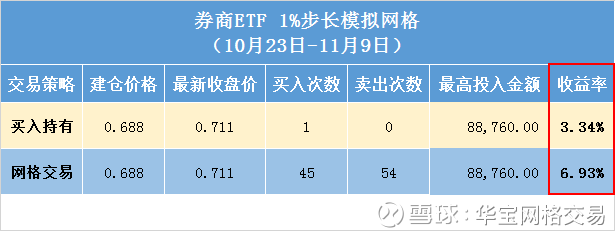 券商ETF 1%步长模拟网格
（10月23日-11月9日）
交易策略 建仓价格 最新收盘价 买入次数 卖出次数 最高投入金额 收益率
买入持有 0.688 0.711 1 0 88,760.00 3.34%
网格交易 0.688 0.711 45 54 88,760.00 6.93%
雪球：华宝网格交易